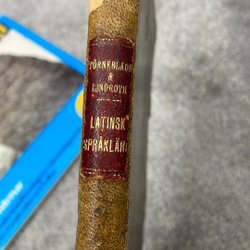 TÖRNEBLADH
&
LINDROTH
LATINSK
SPRÅKLÄRA